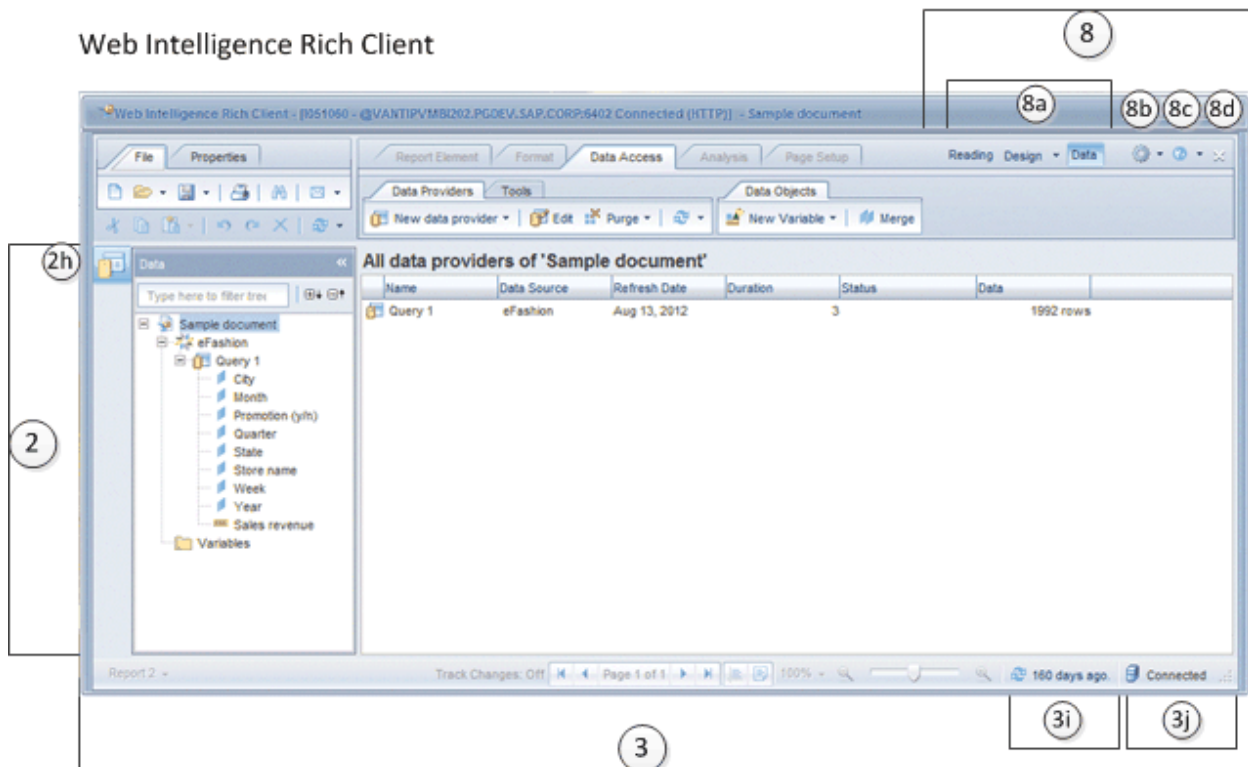 Web Intelligence Rich Client
8
8a
8b
8c
8d
Web Intelligence Rich Client - [I051060 - @VANTIPVMBI202.PGDEV.SAP.CORP:6402 Connected (HTTP)] - Sample document
File Properties
Report Element Format Data Access Analysis Page Setup
Reading Design Data
Data Providers Tools
Data Objects
New data provider Edit Purge
New Variable Merge
2h
Data
Type here to filter tree
All data providers of 'Sample document'
Name Data Source Refresh Date Duration Status Data
Query 1 eFashion Aug 13, 2012 3 1992 rows
Sample document
eFashion
Query 1
City
Month
Promotion (y/n)
Quarter
State
Store name
Week
Year
Sales revenue
Variables
2
Report 2
Track Changes: Off Page 1 of 1 100% 160 days ago. Connected
3i
3j
3